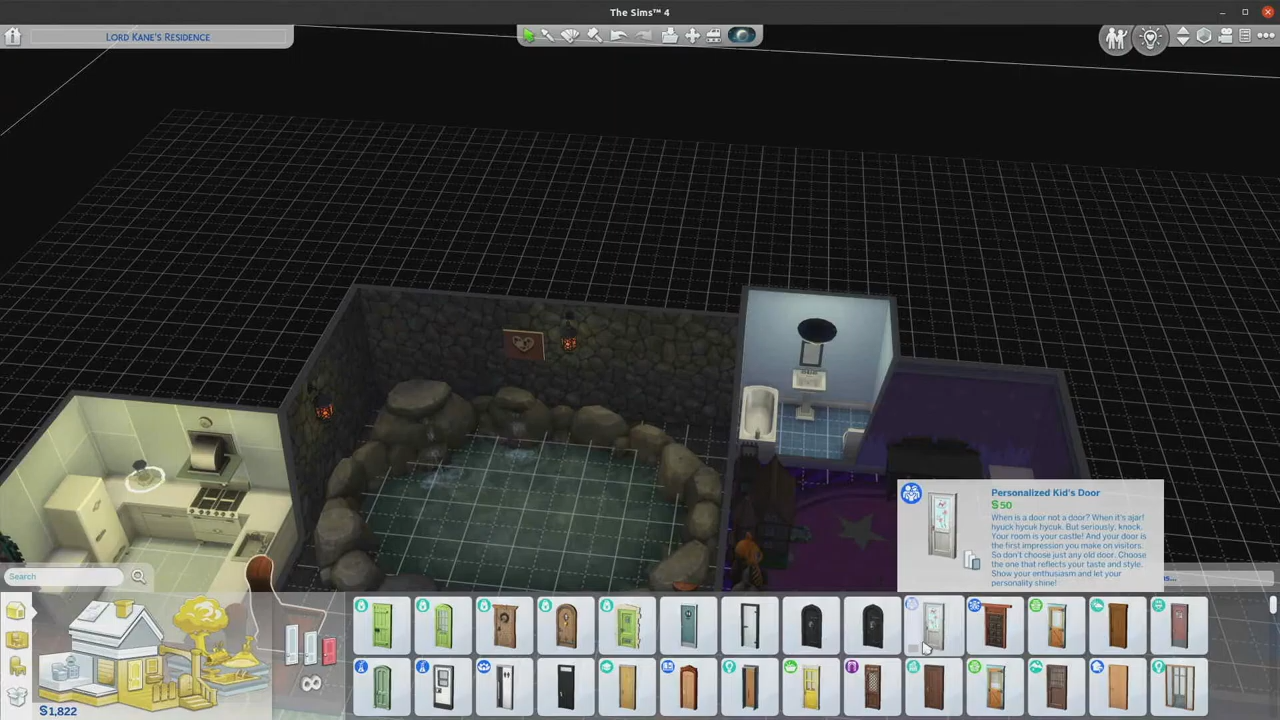 The Sims™ 4
LORD KANE'S RESIDENCE
Personalized Kid's Door
§50
When is a door not a door? When it's ajar!
hyuck hycuk hycuk. But seriously, knock.
Your room is your castle! And your door is
the first impression you make on visitors.
So don't choose just any old door. Choose
the one that reflects your taste and style.
Show your enthusiasm and let your
personality shine!
Search
§1,822